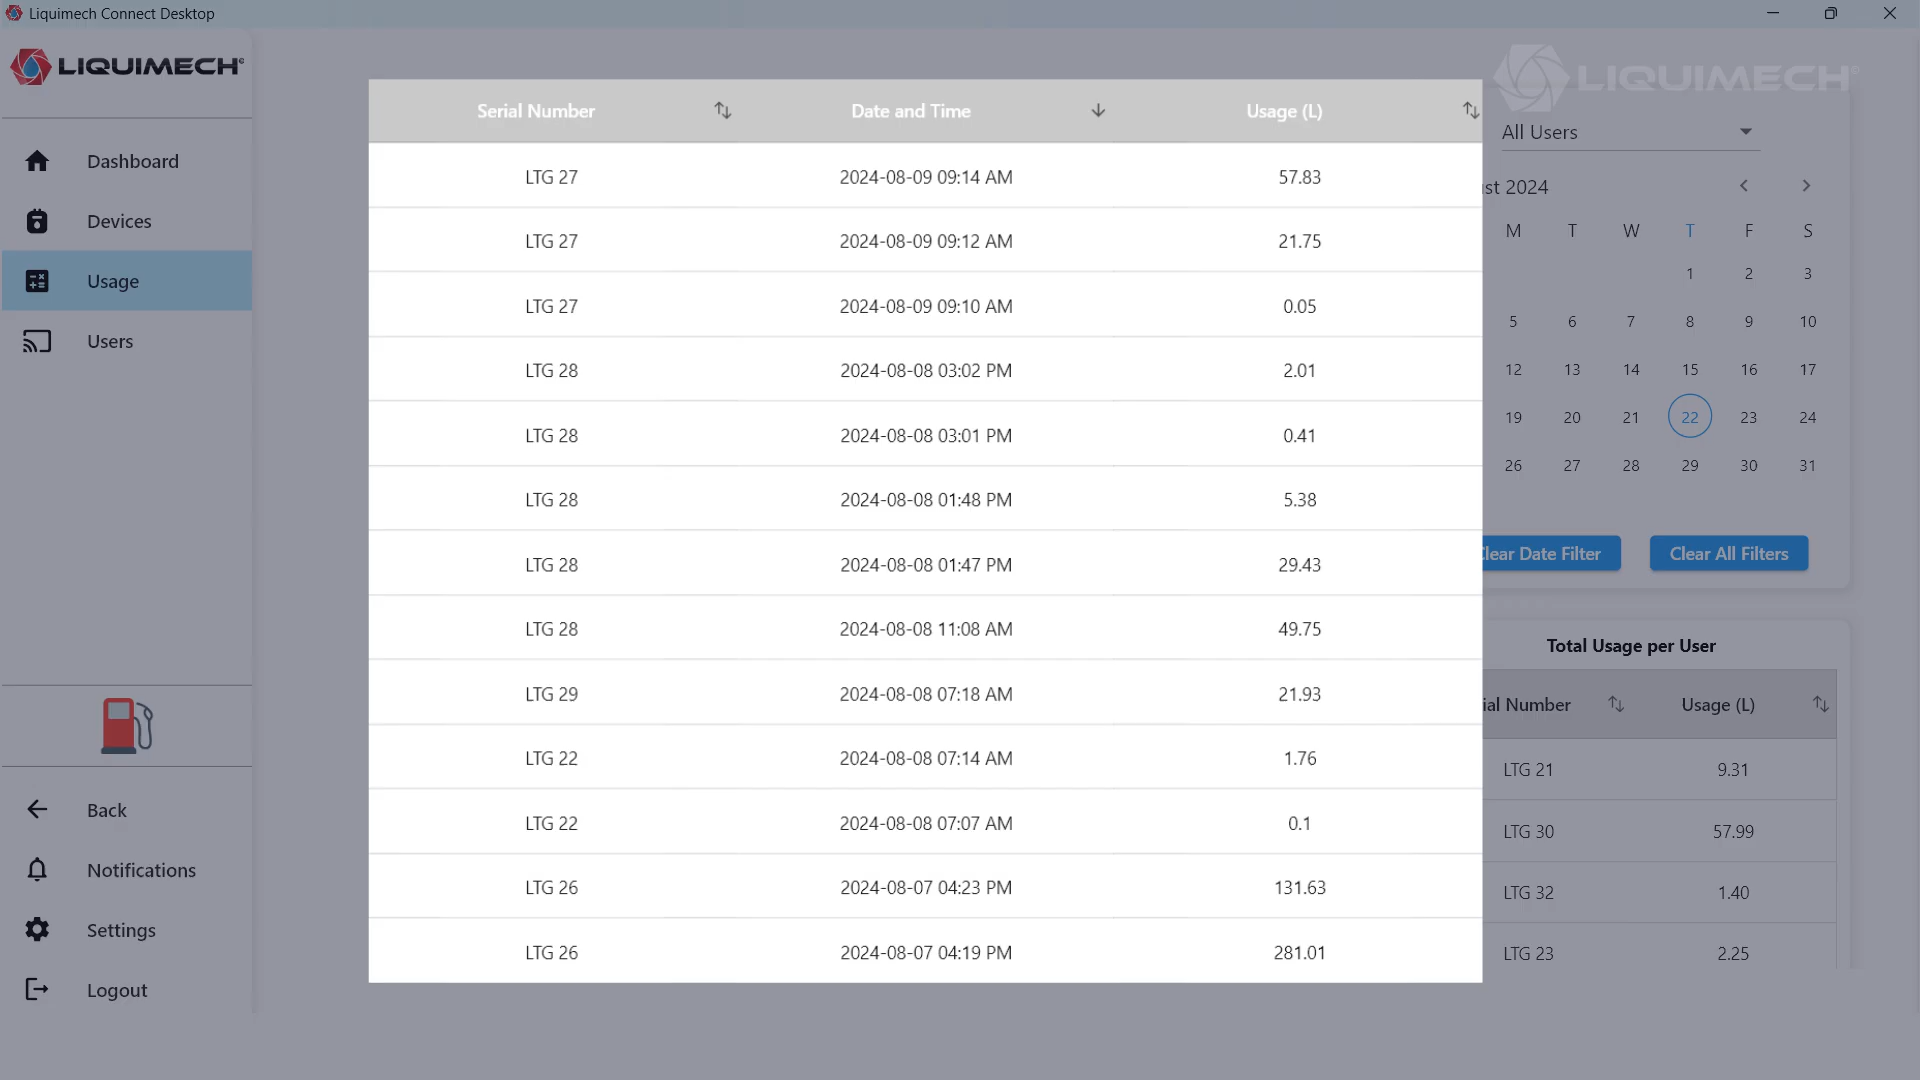 Liquimech Connect Desktop
LIQUIMECH
Dashboard
Devices
Usage
Users
Back
Notifications
Settings
Logout
Serial Number Date and Time Usage (L)
LTG 27 2024-08-09 09:14 AM 57.83
LTG 27 2024-08-09 09:12 AM 21.75
LTG 27 2024-08-09 09:10 AM 0.05
LTG 28 2024-08-08 03:02 PM 2.01
LTG 28 2024-08-08 03:01 PM 0.41
LTG 28 2024-08-08 01:48 PM 5.38
LTG 28 2024-08-08 01:47 PM 29.43
LTG 28 2024-08-08 11:08 AM 49.75
LTG 29 2024-08-08 07:18 AM 21.93
LTG 22 2024-08-08 07:14 AM 1.76
LTG 22 2024-08-08 07:07 AM 0.1
LTG 26 2024-08-07 04:23 PM 131.63
LTG 26 2024-08-07 04:19 PM 281.01
LIQUIMECH
All Users
st 2024
M T W T F S
1 2 3
5 6 7 8 9 10
12 13 14 15 16 17
19 20 21 22 23 24
26 27 28 29 30 31
lear Date Filter Clear All Filters
Total Usage per User
ial Number Usage (L)
LTG 21 9.31
LTG 30 57.99
LTG 32 1.40
LTG 23 2.25